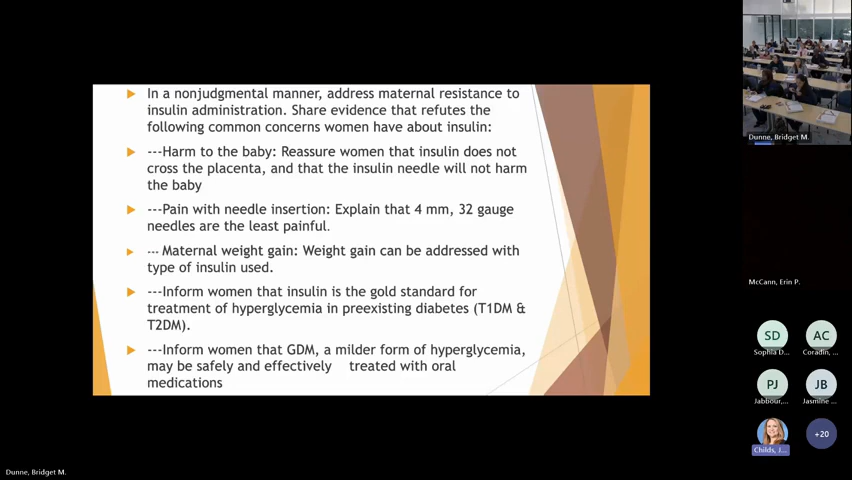 In a nonjudgmental manner, address maternal resistance to
insulin administration. Share evidence that refutes the
following common concerns women have about insulin:
---Harm to the baby: Reassure women that insulin does not
cross the placenta, and that the insulin needle will not harm
the baby
---Pain with needle insertion: Explain that 4 mm, 32 gauge
needles are the least painful.
--- Maternal weight gain: Weight gain can be addressed with
type of insulin used.
---Inform women that insulin is the gold standard for
treatment of hyperglycemia in preexisting diabetes (T1DM &
T2DM).
---Inform women that GDM, a milder form of hyperglycemia,
may be safely and effectively treated with oral
medications
Dunne, Bridget M.
McCann, Erin P.
SD
AC
Sophia D...
Coradin, ...
PJ
JB
Jabbour,...
Jasmine ...
+20
Childs, J...
Dunne, Bridget M.